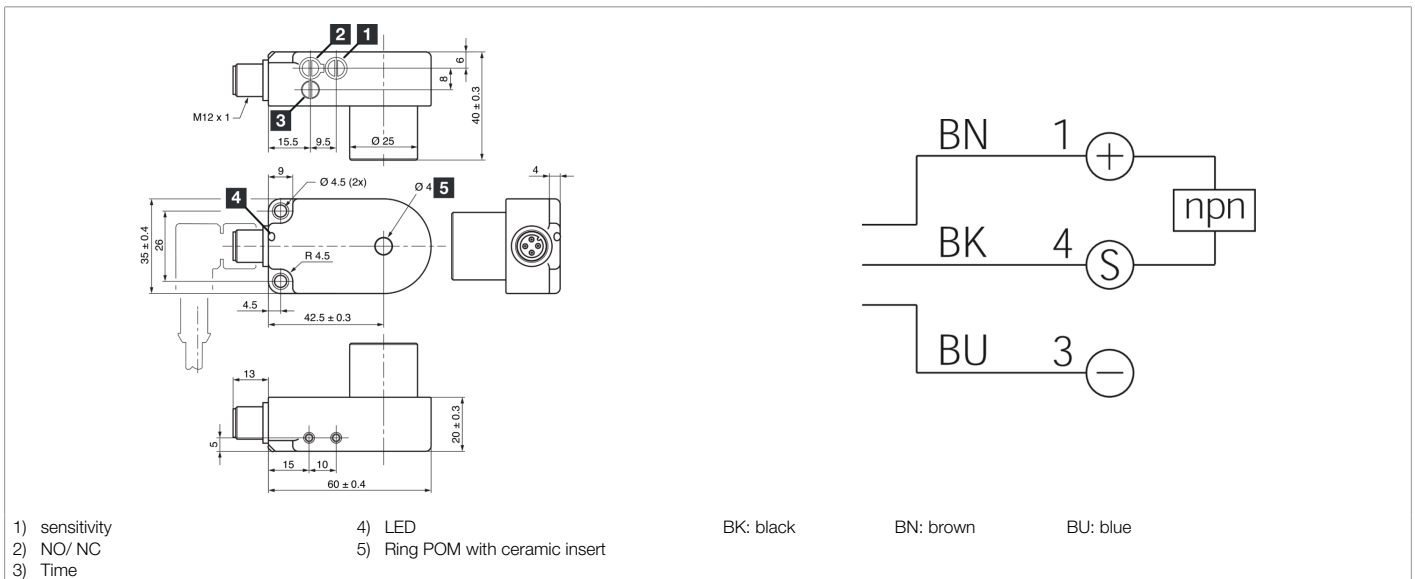 2 1
6
8
40 ± 0.3
M12 x 1
3
15.5 9.5 Ø 25
9
Ø 4.5 (2x)
Ø 4 5
4
4
35 ± 0.4
26
R 4.5
4.5
42.5 ± 0.3
13
5
20 ± 0.3
15 10
60 ± 0.4
BN 1 +
npn
BK 4 S
BU 3 −
1) sensitivity
2) NO/ NC
3) Time
4) LED
5) Ring POM with ceramic insert
BK: black BN: brown BU: blue